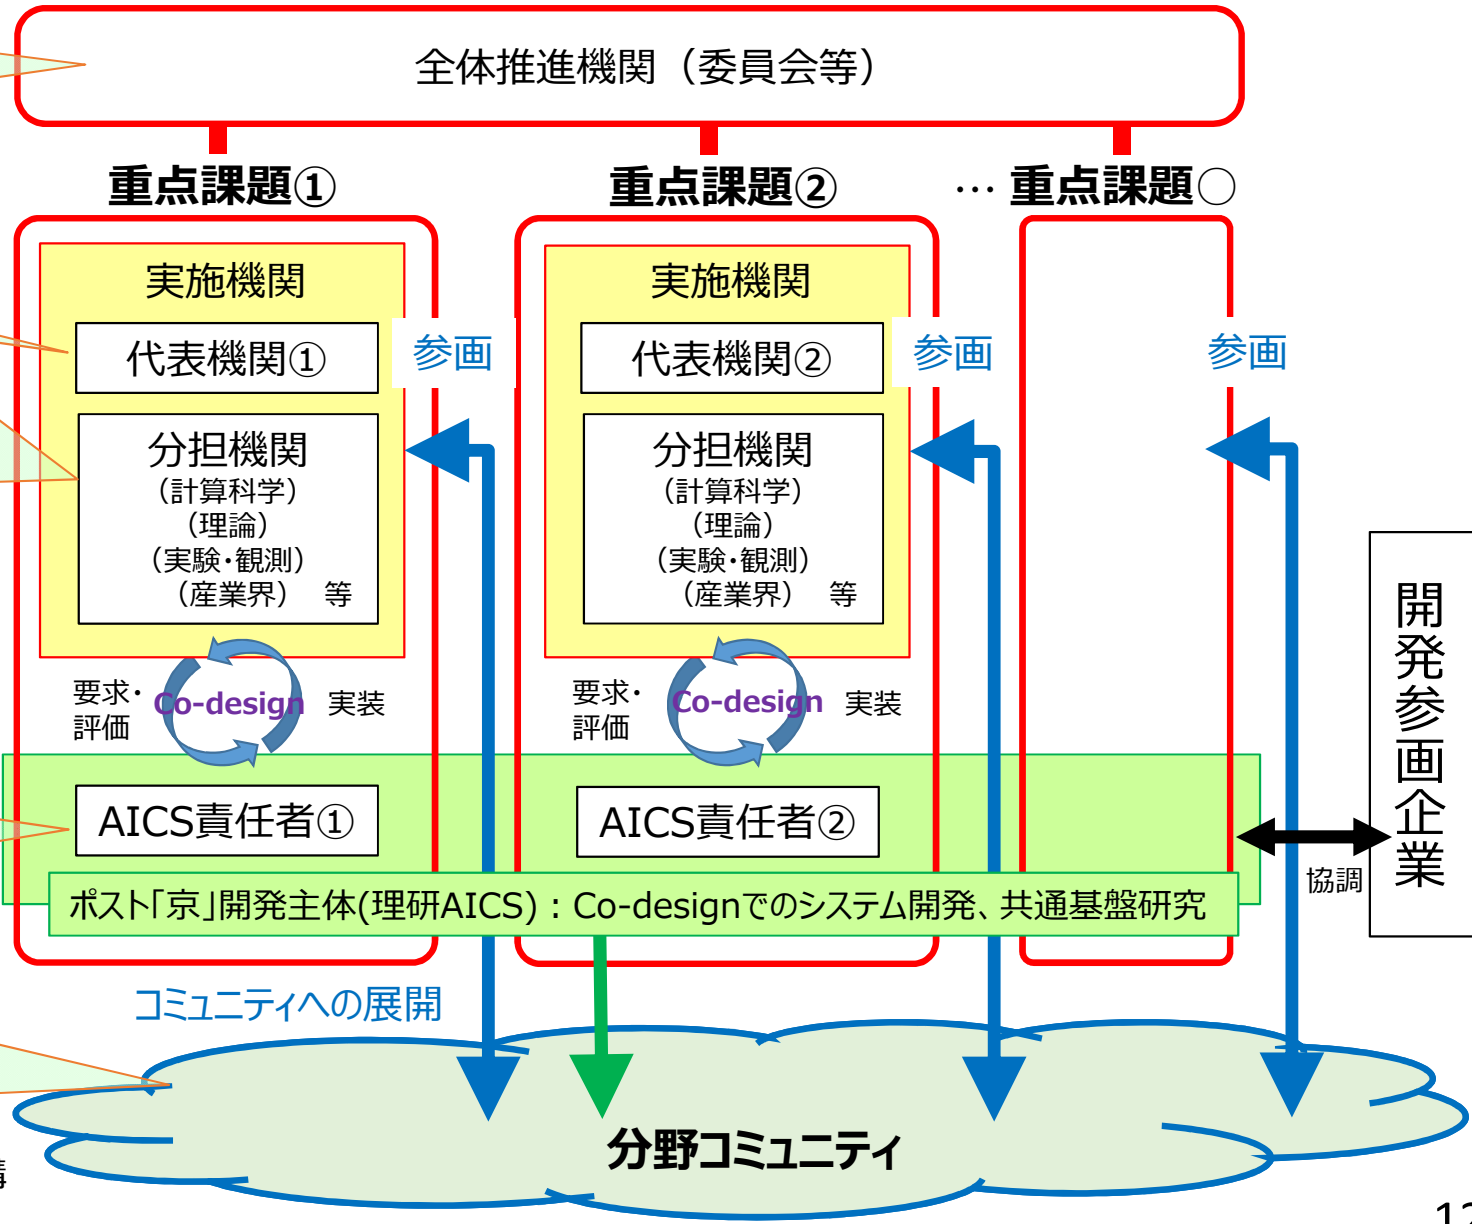 全体推進機関（委員会等）
重点課題①
重点課題②
… 重点課題○
実施機関
代表機関①
分担機関
（計算科学）
（理論）
（実験・観測）
（産業界）　等
参画
実施機関
代表機関②
分担機関
（計算科学）
（理論）
（実験・観測）
（産業界）　等
参画
参画
要求・
評価
Co-design
実装
要求・
評価
Co-design
実装
AICS責任者①
AICS責任者②
ポスト「京」開発主体(理研AICS)：Co-designでのシステム開発、共通基盤研究
開発参画企業
協調
コミュニティへの展開
分野コミュニティ